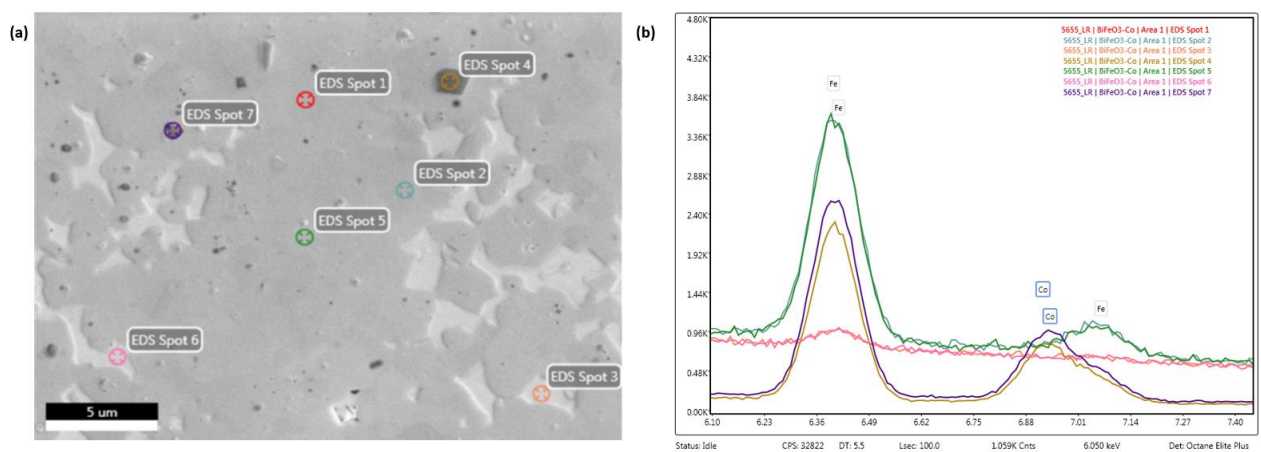 (a)
EDS Spot 4
EDS Spot 1
EDS Spot 7
EDS Spot 2
EDS Spot 5
EDS Spot 6
EDS Spot 3
5 um
(b)
4.80K
4.32K
3.84K
3.36K
2.88K
2.40K
1.92K
1.44K
0.96K
0.48K
0.00K
5655_LR | BiFeO3-Co | Area 1 | EDS Spot 1
5655_LR | BiFeO3-Co | Area 1 | EDS Spot 2
5655_LR | BiFeO3-Co | Area 1 | EDS Spot 3
5655_LR | BiFeO3-Co | Area 1 | EDS Spot 4
5655_LR | BiFeO3-Co | Area 1 | EDS Spot 5
5655_LR | BiFeO3-Co | Area 1 | EDS Spot 6
5655_LR | BiFeO3-Co | Area 1 | EDS Spot 7
Fe
Fe
Co
Co
Fe
6.10 6.23 6.36 6.49 6.62 6.75 6.88 7.01 7.14 7.27 7.40
Status: Idle CPS: 32822 DT: 5.5 Lsec: 100.0 1.059K Cnts 6.050 keV Det: Octane Elite Plus